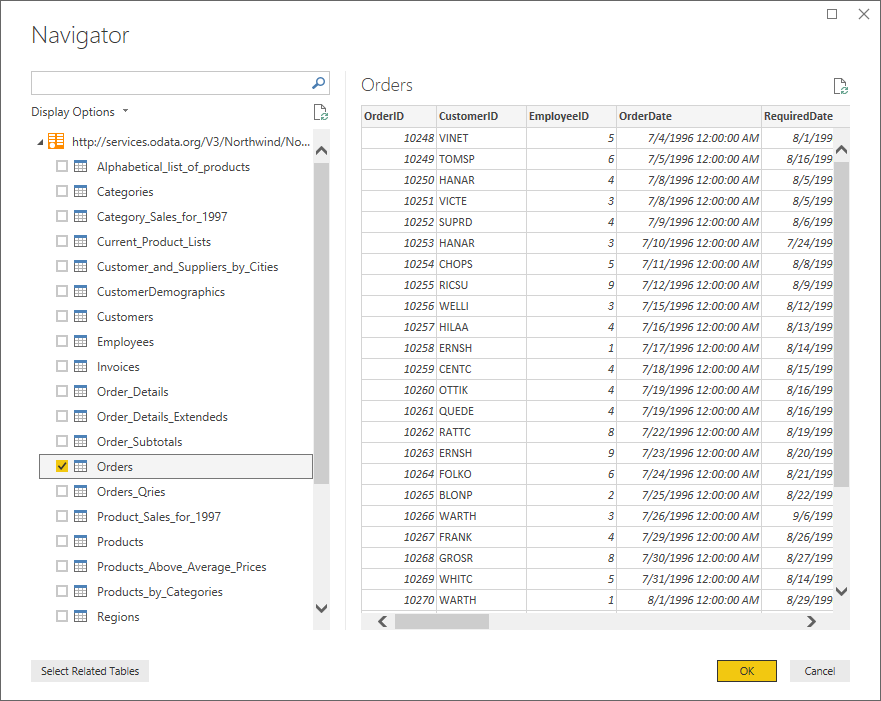 Navigator
Display Options
http://services.odata.org/V3/Northwind/No...
Alphabetical_list_of_products
Categories
Category_Sales_for_1997
Current_Product_Lists
Customer_and_Suppliers_by_Cities
CustomerDemographics
Customers
Employees
Invoices
Order_Details
Order_Details_Extendeds
Order_Subtotals
Orders
Orders_Qries
Product_Sales_for_1997
Products
Products_Above_Average_Prices
Products_by_Categories
Regions
Select Related Tables
Orders
OrderID CustomerID EmployeeID OrderDate RequiredDate
10248 VINET 5 7/4/1996 12:00:00 AM 8/1/199
10249 TOMSP 6 7/5/1996 12:00:00 AM 8/16/199
10250 HANAR 4 7/8/1996 12:00:00 AM 8/5/199
10251 VICTE 3 7/8/1996 12:00:00 AM 8/5/199
10252 SUPRD 4 7/9/1996 12:00:00 AM 8/6/199
10253 HANAR 3 7/10/1996 12:00:00 AM 7/24/199
10254 CHOPS 5 7/11/1996 12:00:00 AM 8/8/199
10255 RICSU 9 7/12/1996 12:00:00 AM 8/9/199
10256 WELLI 3 7/15/1996 12:00:00 AM 8/12/199
10257 HILAA 4 7/16/1996 12:00:00 AM 8/13/199
10258 ERNSH 1 7/17/1996 12:00:00 AM 8/14/199
10259 CENTC 4 7/18/1996 12:00:00 AM 8/15/199
10260 OTTIK 4 7/19/1996 12:00:00 AM 8/16/199
10261 QUEDE 4 7/19/1996 12:00:00 AM 8/16/199
10262 RATTC 8 7/22/1996 12:00:00 AM 8/19/199
10263 ERNSH 9 7/23/1996 12:00:00 AM 8/20/199
10264 FOLKO 6 7/24/1996 12:00:00 AM 8/21/199
10265 BLONP 2 7/25/1996 12:00:00 AM 8/22/199
10266 WARTH 3 7/26/1996 12:00:00 AM 9/6/199
10267 FRANK 4 7/29/1996 12:00:00 AM 8/26/199
10268 GROSR 8 7/30/1996 12:00:00 AM 8/27/199
10269 WHITC 5 7/31/1996 12:00:00 AM 8/14/199
10270 WARTH 1 8/1/1996 12:00:00 AM 8/29/199
OK
Cancel